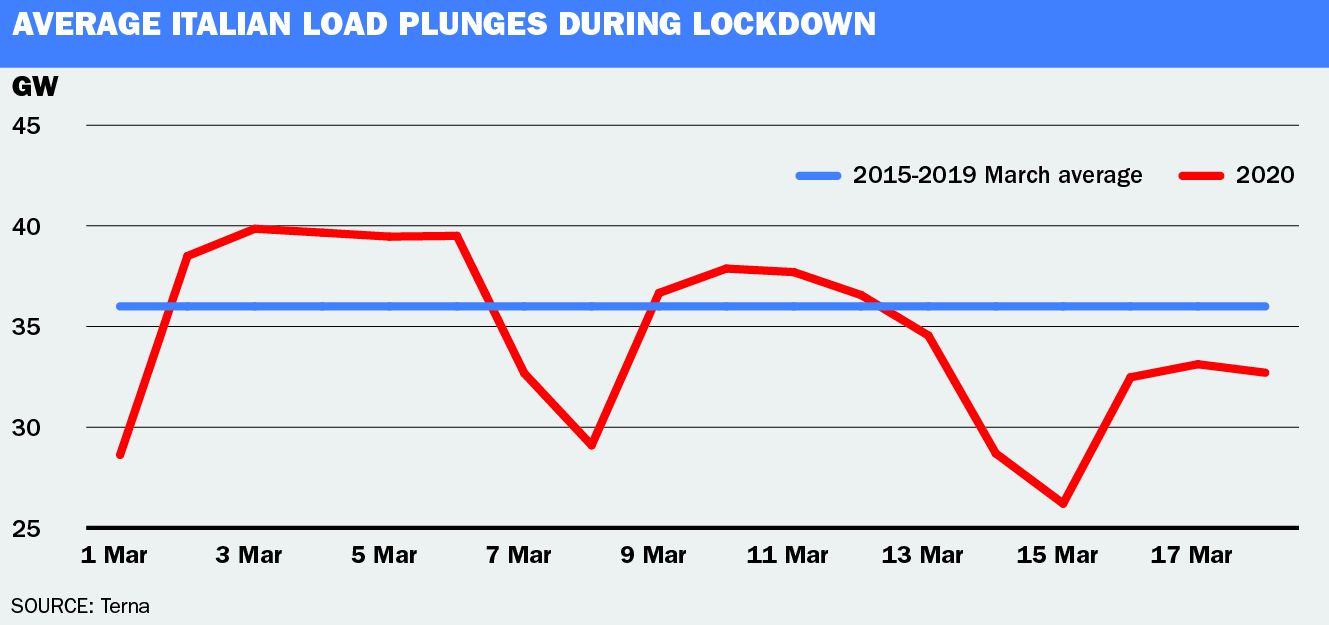 AVERAGE ITALIAN LOAD PLUNGES DURING LOCKDOWN
GW
45
2015-2019 March average 2020
40
35
30
25
1 Mar 3 Mar 5 Mar 7 Mar 9 Mar 11 Mar 13 Mar 15 Mar 17 Mar
SOURCE: Terna